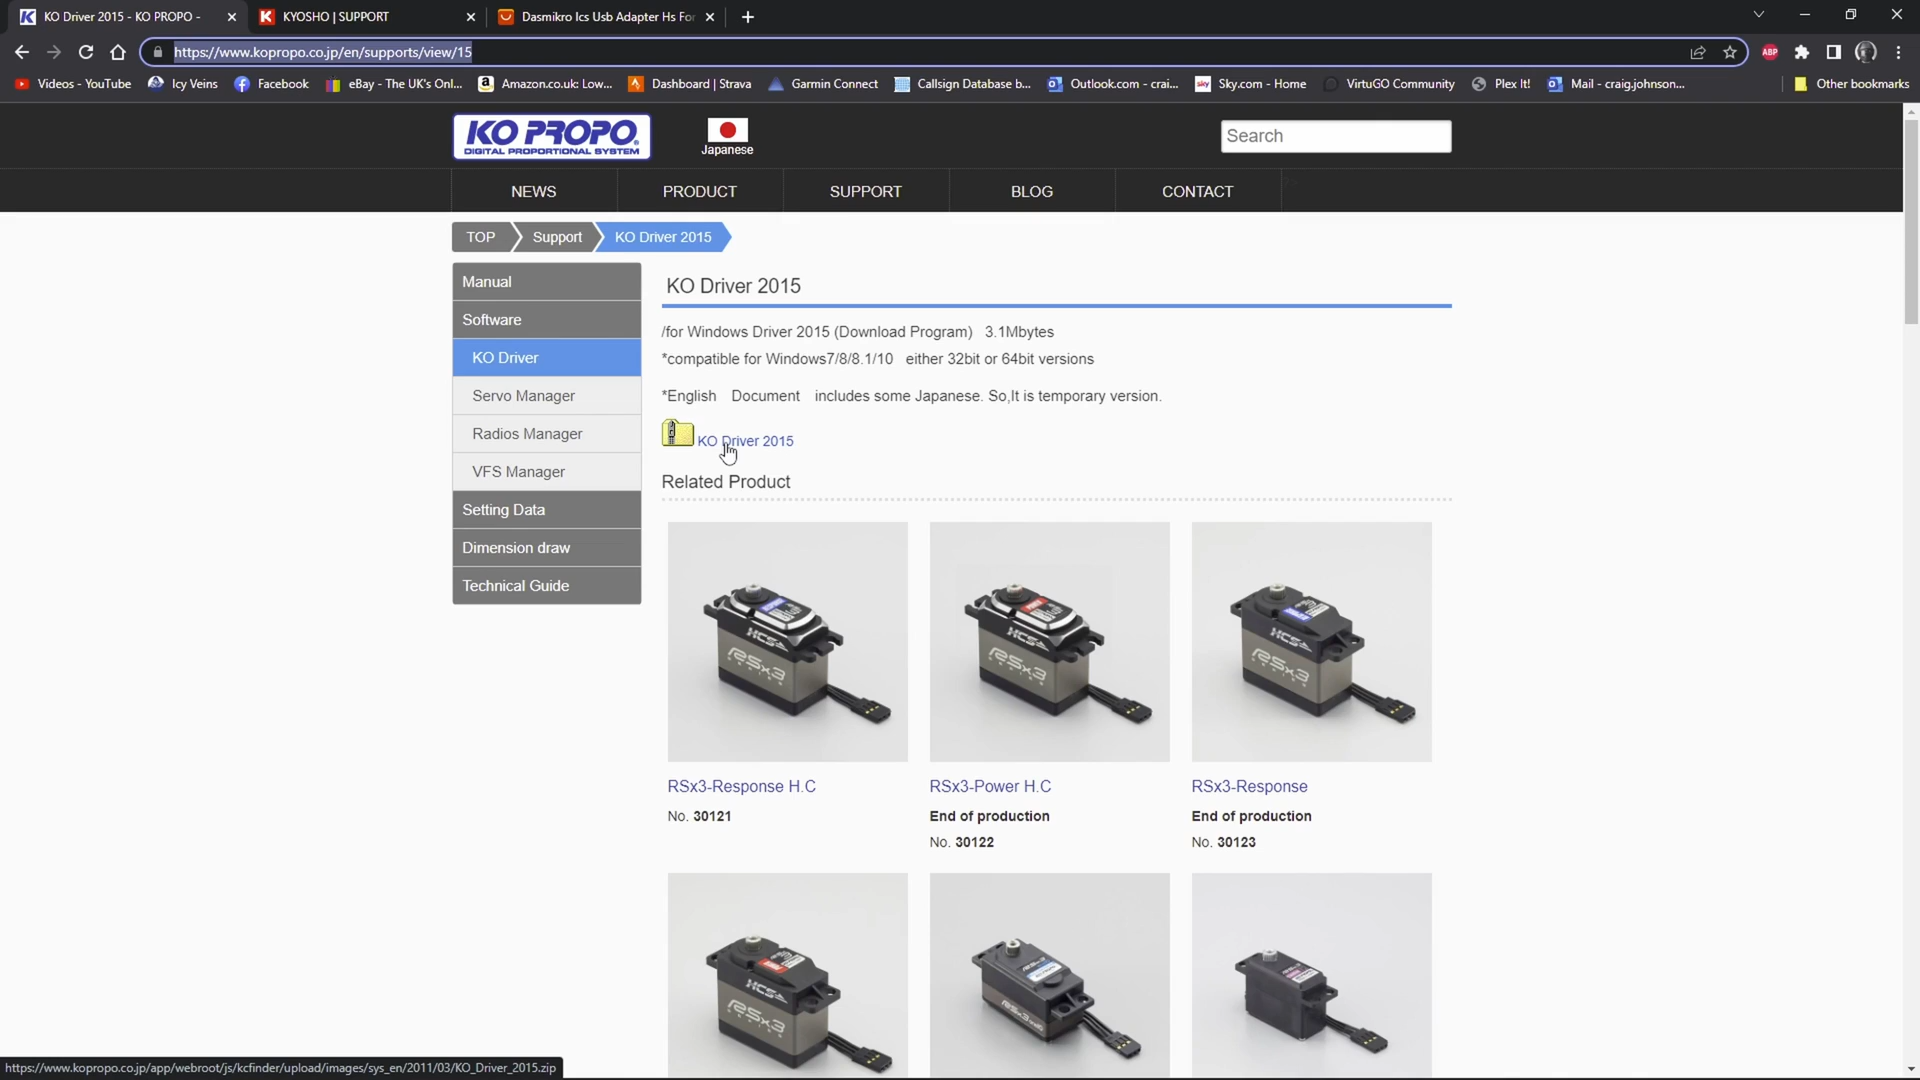 KO Driver 2015 - KO PROPO -
KYOSHO | SUPPORT
Dasmikro Ics Usb Adapter Hs For
https://www.kopropo.co.jp/en/supports/view/15
ABP
Videos - YouTube
Icy Veins
Facebook
eBay - The UK's Onl...
Amazon.co.uk: Low...
Dashboard | Strava
Garmin Connect
Callsign Database b...
Outlook.com - crai...
sky
Sky.com - Home
VirtuGO Community
Plex It!
Mail - craig.johnson...
Other bookmarks
KO PROPO
DIGITAL PROPORTIONAL SYSTEM
Japanese
Search
NEWS
PRODUCT
SUPPORT
BLOG
CONTACT
TOP
Support
KO Driver 2015
Manual
Software
KO Driver
Servo Manager
Radios Manager
VFS Manager
Setting Data
Dimension draw
Technical Guide
KO Driver 2015
/for Windows Driver 2015 (Download Program) 3.1Mbytes
*compatible for Windows7/8/8.1/10 either 32bit or 64bit versions
*English Document includes some Japanese. So,It is temporary version.
KO Driver 2015
Related Product
RSx3-Response H.C
No. 30121
RSx3-Power H.C
End of production
No. 30122
RSx3-Response
End of production
No. 30123
https://www.kopropo.co.jp/app/webroot/js/kcfinder/upload/images/sys_en/2011/03/KO_Driver_2015.zip